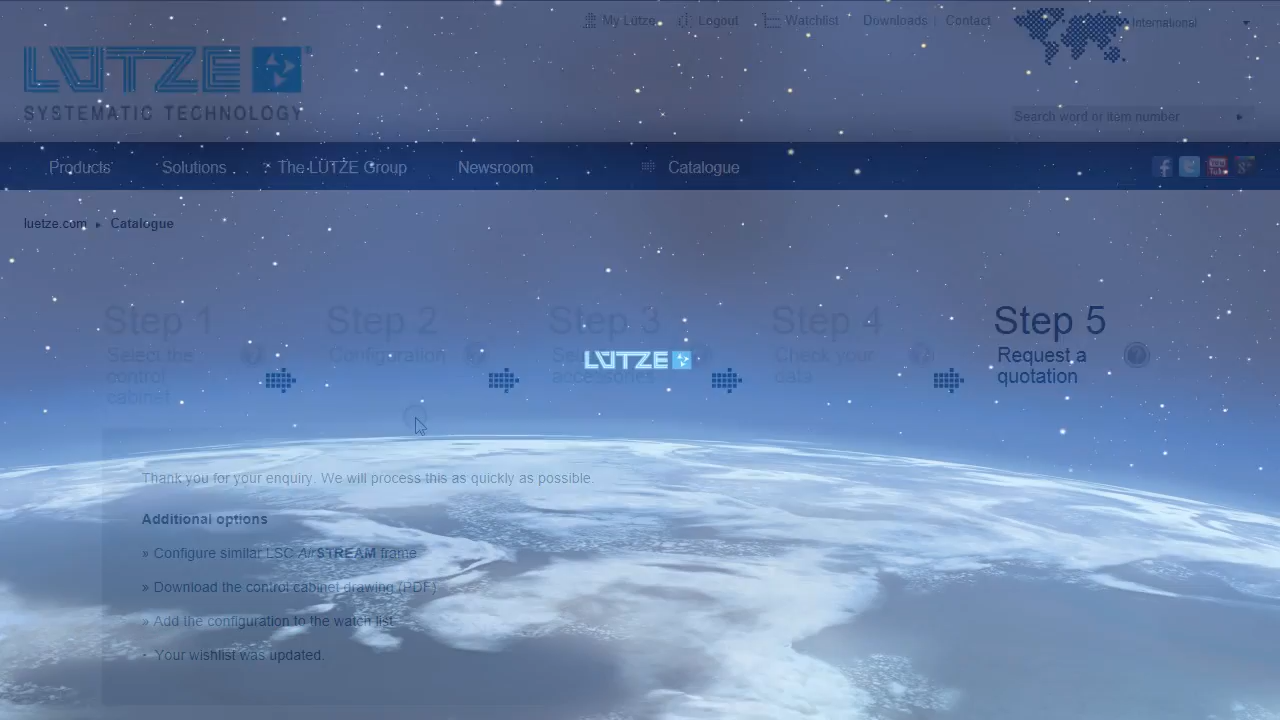 My Lütze
Logout
Watchlist
Downloads
Contact
International
LÜTZE
SYSTEMATIC TECHNOLOGY
Search word or item number
Products
Solutions
The LÜTZE Group
Newsroom
Catalogue
luetze.com
Catalogue
Step 1
Select the
control
cabinet
Step 2
Configuration
Step 3
accessories
Step 4
Check your
data
Step 5
Request a
quotation
LÜTZE
Thank you for your enquiry. We will process this as quickly as possible.
Additional options
» Configure similar LSC AirSTREAM frame
» Download the control cabinet drawing (PDF)
» Add the configuration to the watch list
- Your wishlist was updated.